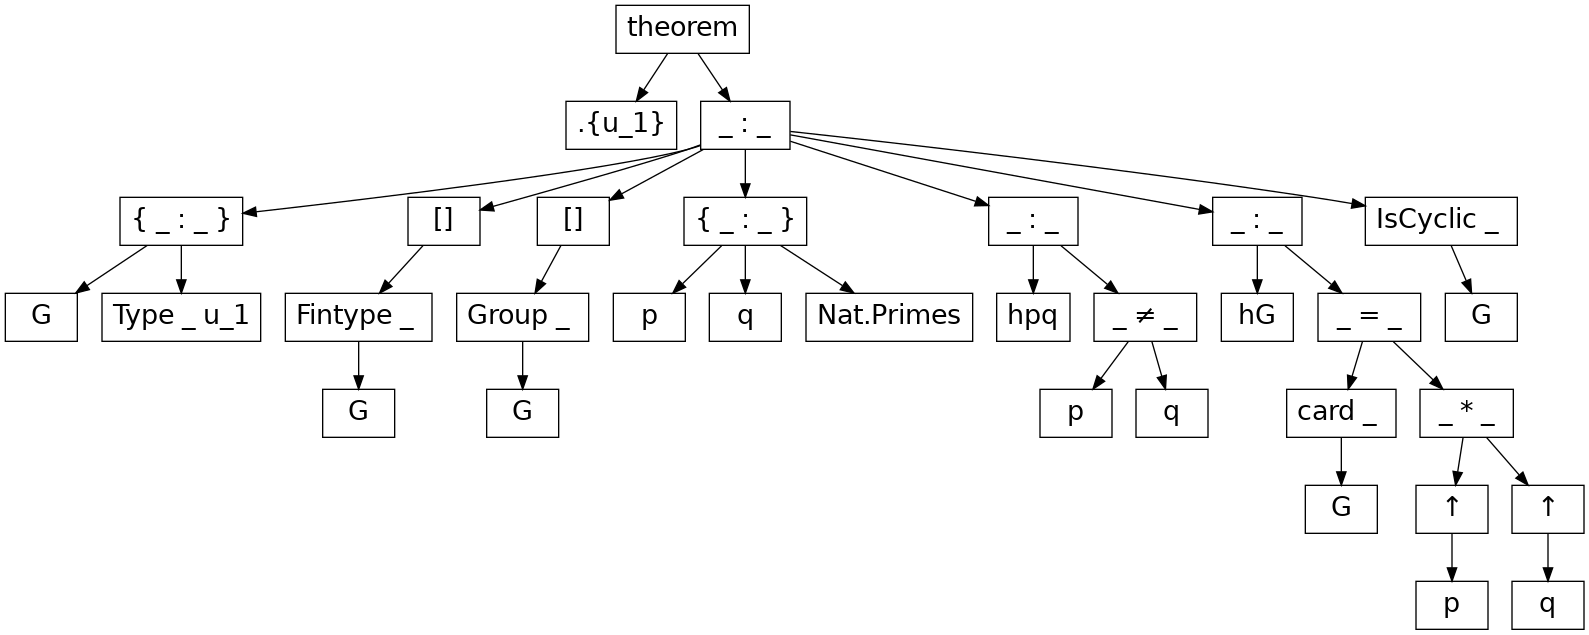 theorem
.{u_1}
_ : _
{ _ : _ }
[]
[]
{ _ : _ }
_ : _
_ : _
IsCyclic _
G
Type _ u_1
Fintype _
Group _
p
q
Nat.Primes
hpq
_ ≠ _
hG
_ = _
G
G
G
p
q
card _
_ * _
G
↑
↑
p
q